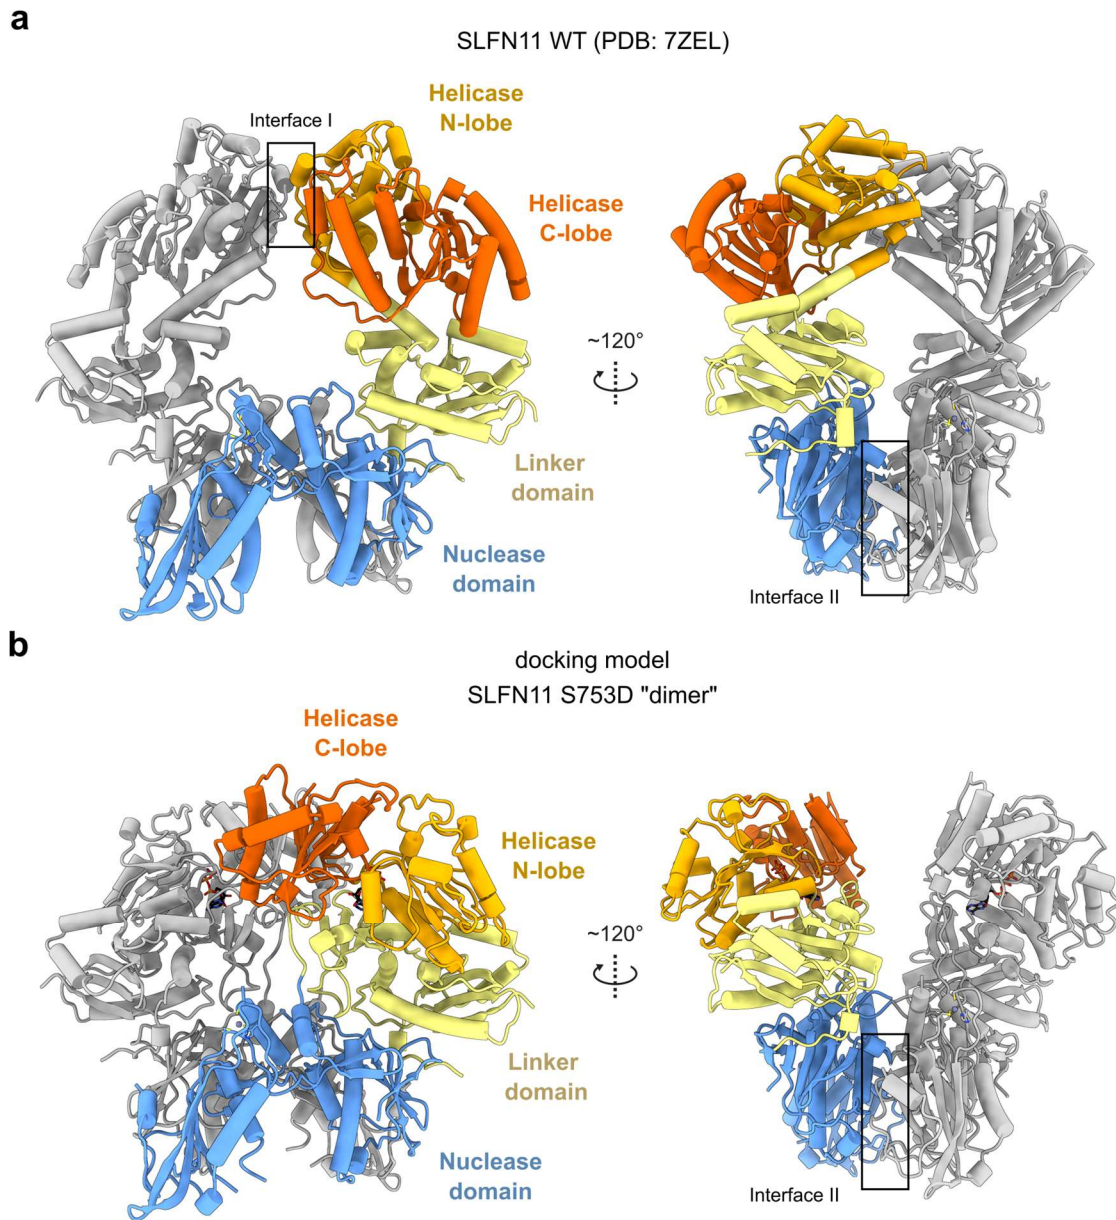 a
SLFN11 WT (PDB: 7ZEL)
Helicase
N-lobe
Interface I
Helicase
C-lobe
~120°
Linker
domain
Nuclease
domain
Interface II
b
docking model
SLFN11 S753D "dimer"
Helicase
C-lobe
Helicase
N-lobe
~120°
Linker
domain
Nuclease
domain
Interface II